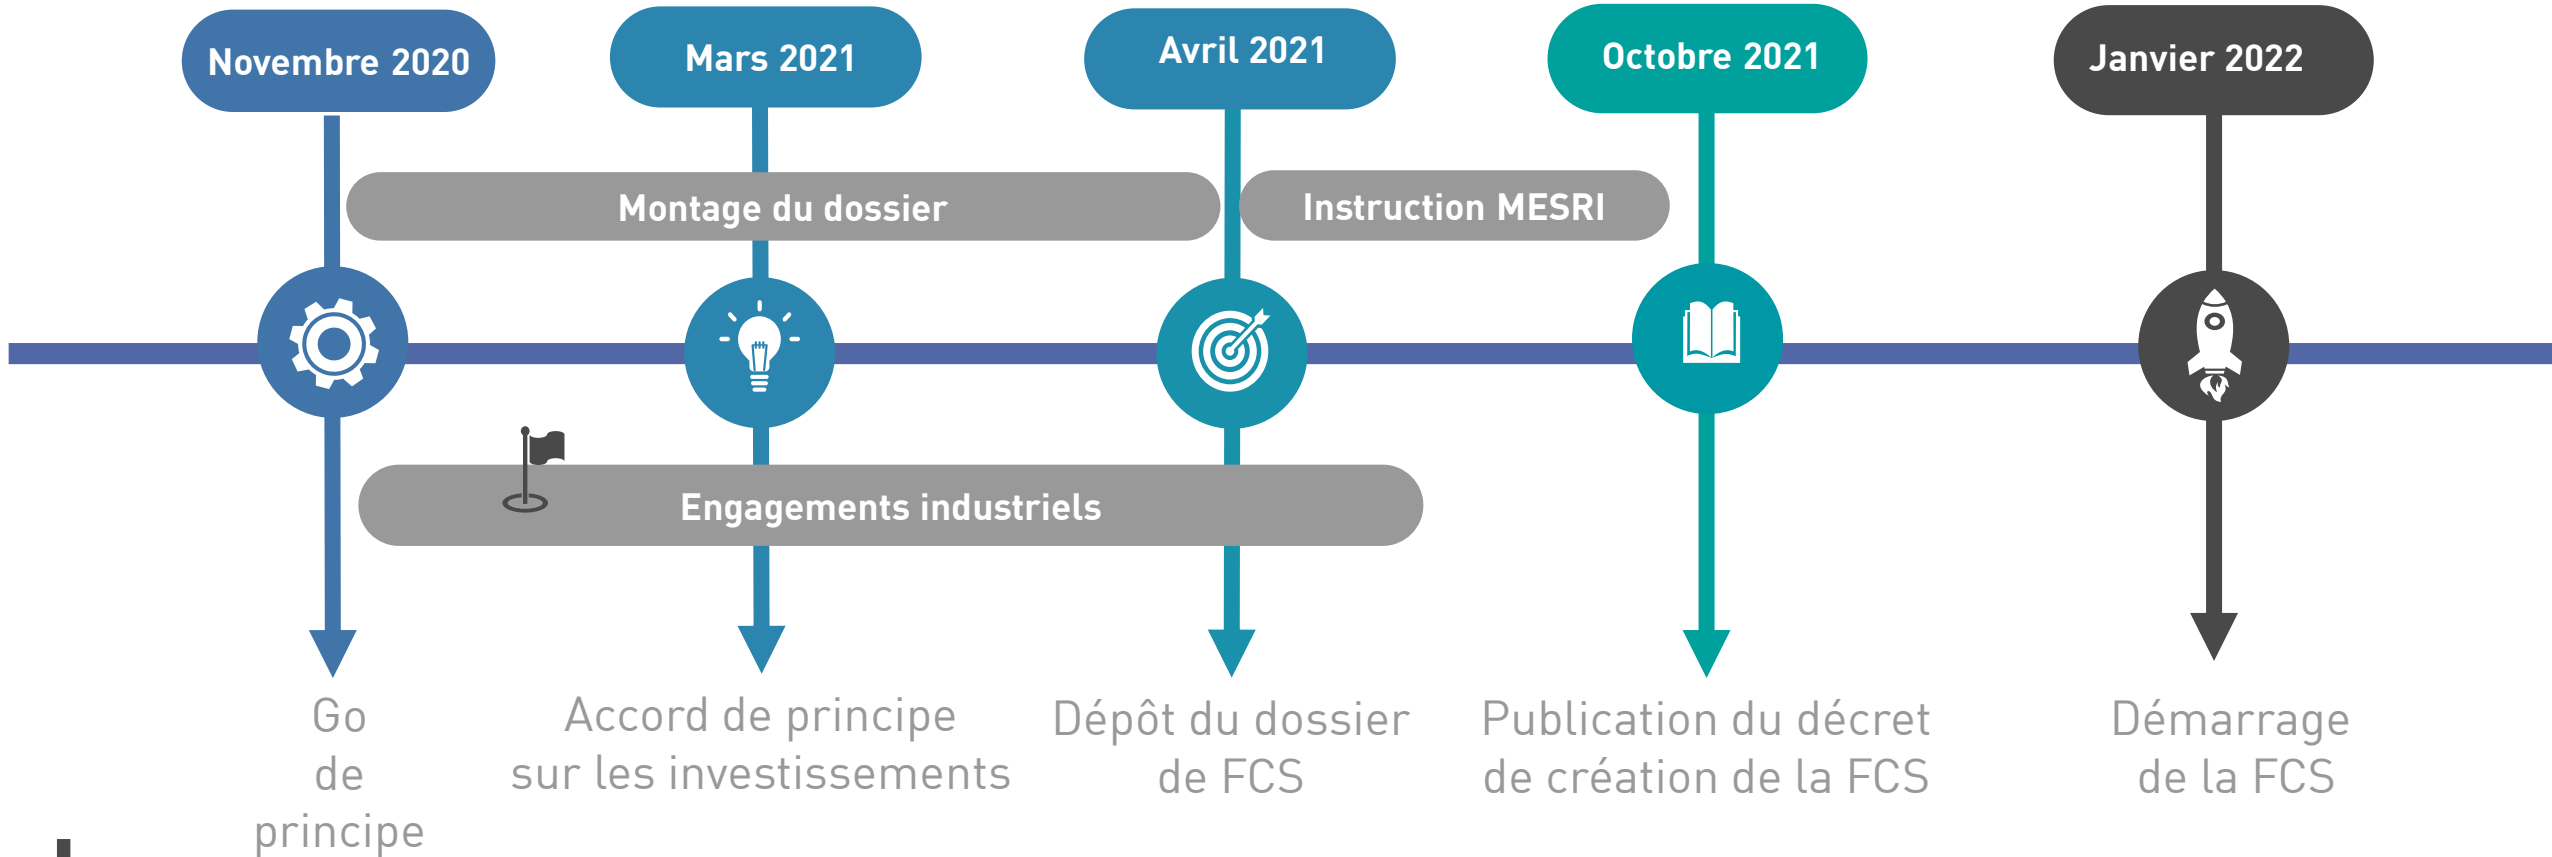 Novembre 2020
Mars 2021
Avril 2021
Octobre 2021
Janvier 2022
Montage du dossier
Instruction MESRI
Engagements industriels
Go
de
principe
Accord de principe
sur les investissements
Dépôt du dossier
de FCS
Publication du décret
de création de la FCS
Démarrage
de la FCS